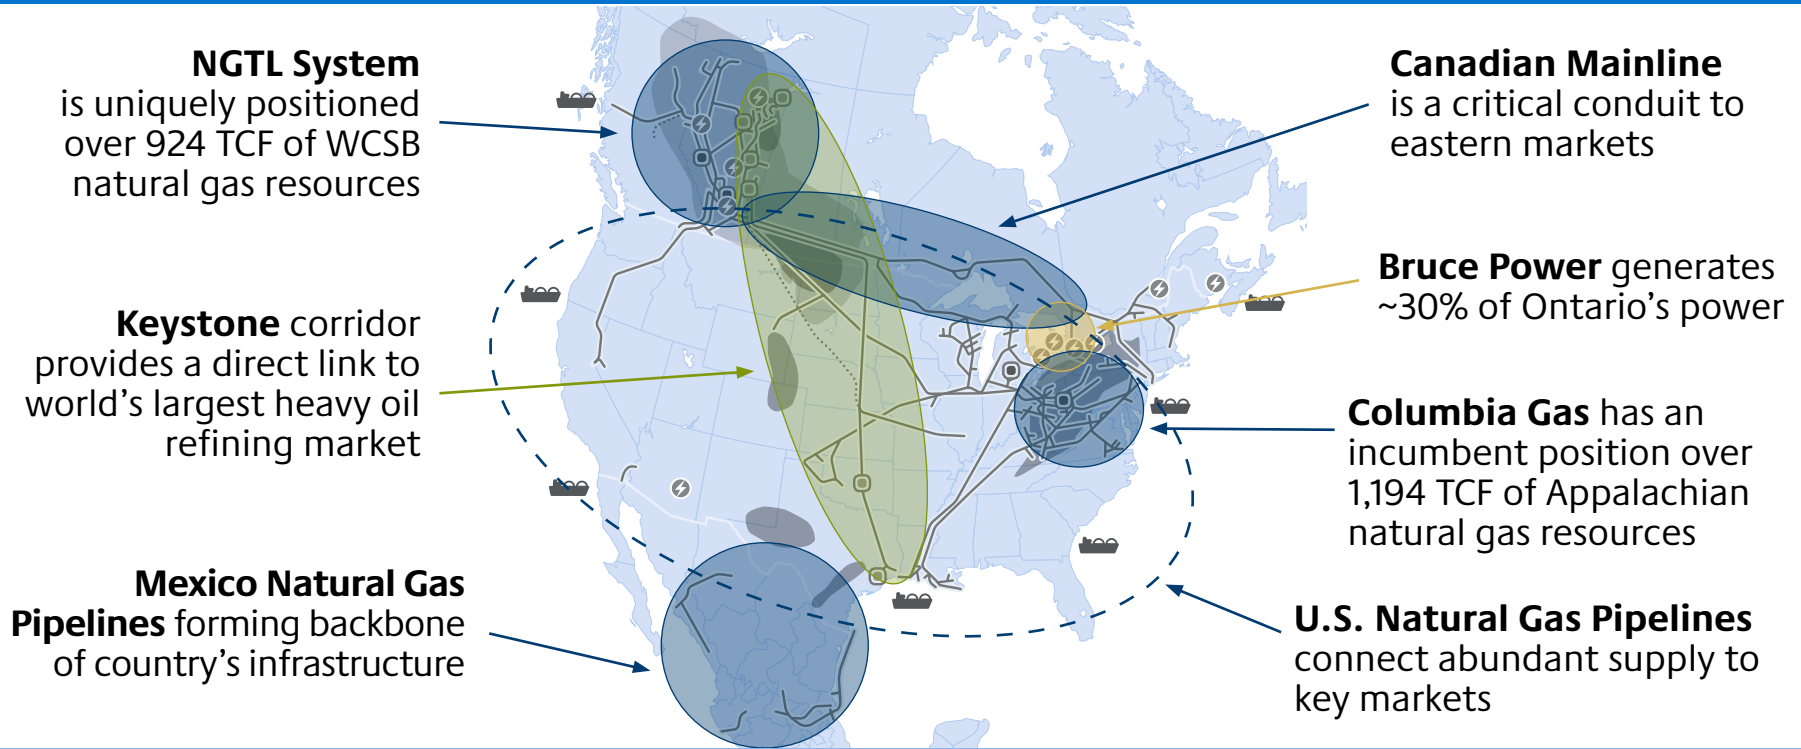 NGTL System
is uniquely positioned
over 924 TCF of WCSB
natural gas resources
Keystone corridor
provides a direct link to
world’s largest heavy oil
refining market
Mexico Natural Gas
Pipelines forming backbone
of country’s infrastructure
Canadian Mainline
is a critical conduit to
eastern markets
Bruce Power generates
~30% of Ontario’s power
Columbia Gas has an
incumbent position over
1,194 TCF of Appalachian
natural gas resources
U.S. Natural Gas Pipelines
connect abundant supply to
key markets